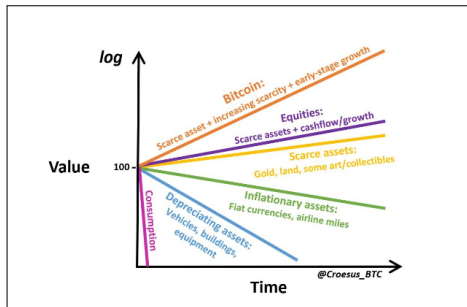 log
Bitcoin:
Scarce asset + increasing scarcity + early-stage growth
Equities:
Scarce assets + cashflow/growth
Scarce assets:
Gold, land, some art/collectibles
Value
100
Inflationary assets:
Fiat currencies, airline miles
Depreciating assets:
Vehicles, buildings,
equipment
Consumption
@Croesus_BTC
Time